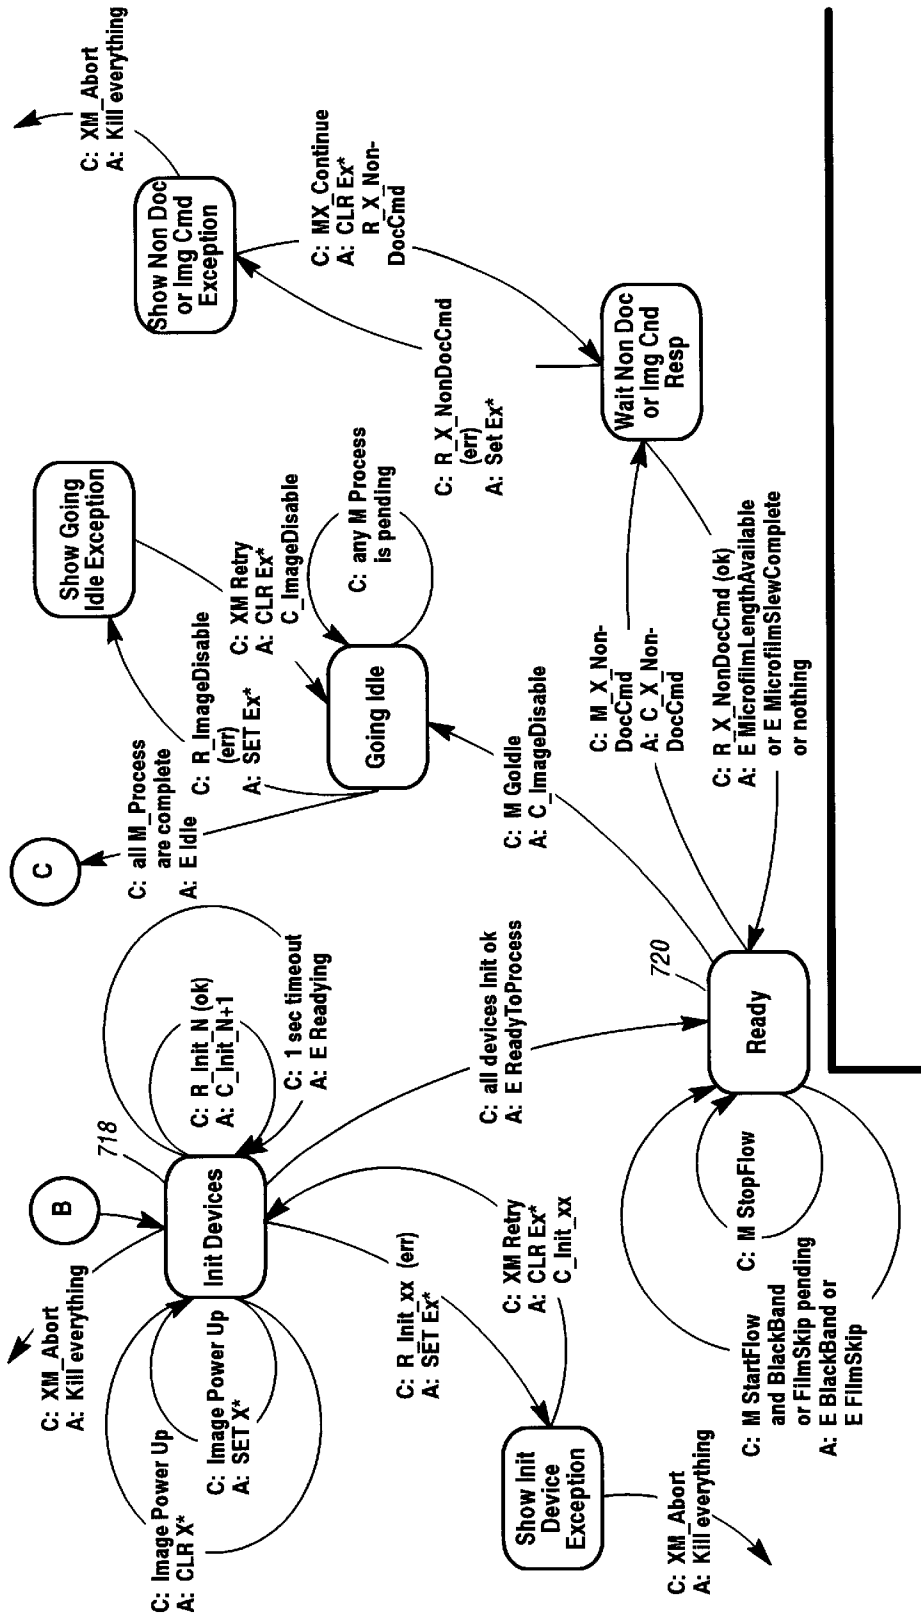 C: XM_Abort
A: Kill everything
B
718
Init Devices
C: Image Power Up
A: CLR X*
C: Image Power Up
A: SET X*
C: R_Init_N (ok)
A: C_Init_N+1
C: 1 sec timeout
A: E Readying
C: R_Init_xx (err)
A: SET Ex*
C: XM Retry
A: CLR Ex*
C_Init_xx
Show Init
Device
Exception
C: XM_Abort
A: Kill everything
C: all devices Init ok
A: E ReadyToProcess
C
C: all M_Process
are complete
A: E Idle
C: R_ImageDisable
(err)
A: SET Ex*
Show Going
Idle Exception
C: XM Retry
A: CLR Ex*
C_ImageDisable
Going Idle
C: any M Process
is pending
C: M GoIdle
A: C_ImageDisable
720
Ready
C: M StopFlow
C: M StartFlow
and BlackBand
or FilmSkip pending
A: E BlackBand or
E FilmSkip
C: M_X_Non-
DocCmd
A: C_X_Non-
DocCmd
C: R_X_NonDocCmd (ok)
A: E MicrofilmLengthAvailable
or E MicrofilmSlewComplete
or nothing
Wait Non Doc
or Img Cnd
Resp
C: R_X_NonDocCmd
(err)
A: Set Ex*
C: MX_Continue
A: CLR Ex*
R_X_Non-
DocCmd
Show Non Doc
or Img Cmd
Exception
C: XM_Abort
A: Kill everything